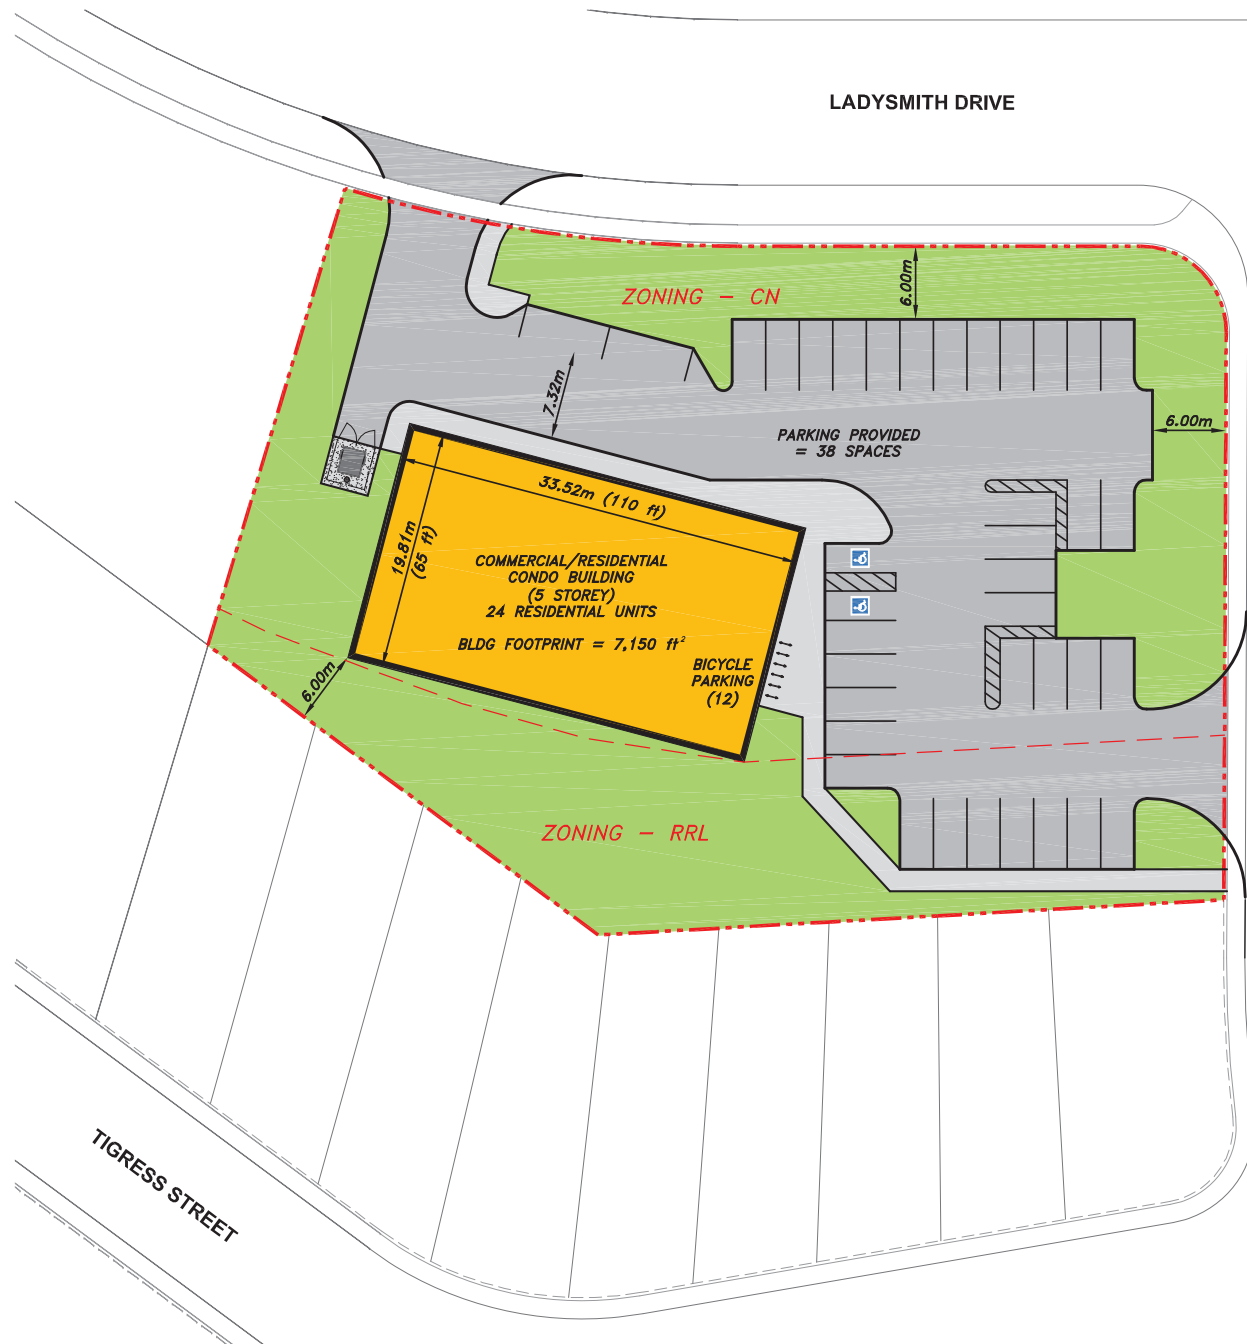 LADYSMITH DRIVE
ZONING - CN
6.00m
7.32m
6.00m
PARKING PROVIDED
= 38 SPACES
33.52m (110 ft)
19.81m
(65 ft)
COMMERCIAL/RESIDENTIAL
CONDO BUILDING
(5 STOREY)
24 RESIDENTIAL UNITS
BLDG FOOTPRINT = 7,150 ft²
BICYCLE
PARKING
(12)
6.00m
ZONING - RRL
TIGRESS STREET